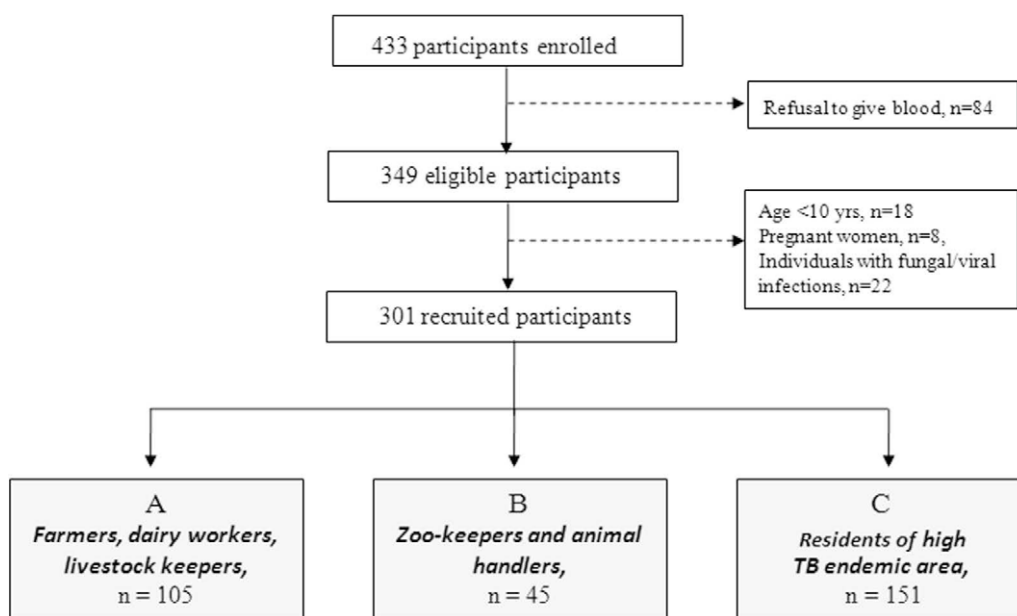 433 participants enrolled
Refusal to give blood, n=84
349 eligible participants
Age <10 yrs, n=18
Pregnant women, n=8,
Individuals with fungal/viral
infections, n=22
301 recruited participants
A
Farmers, dairy workers,
livestock keepers,
n = 105
B
Zoo-keepers and animal
handlers,
n = 45
C
Residents of high
TB endemic area,
n = 151